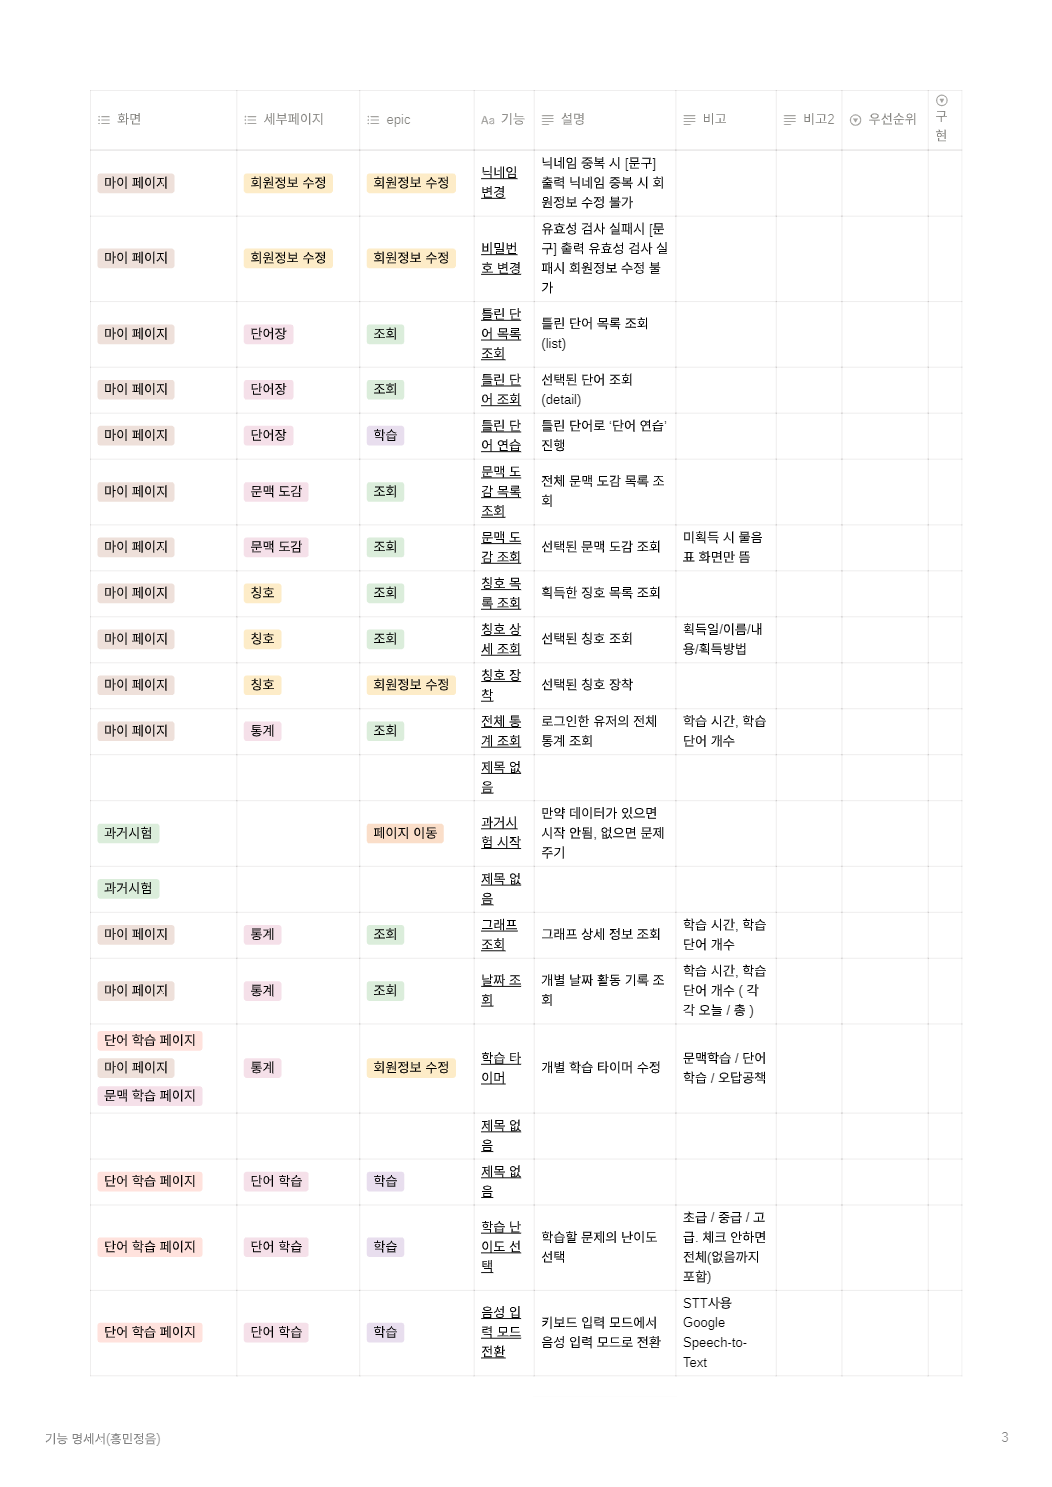 화면 세부페이지 epic Aa 기능 설명 비고 비고2 우선순위 구현
마이 페이지 회원정보 수정 회원정보 수정 닉네임 변경 닉네임 중복 시 [문구] 출력 닉네임 중복 시 회원정보 수정 불가
마이 페이지 회원정보 수정 회원정보 수정 비밀번호 변경 유효성 검사 실패시 [문구] 출력 유효성 검사 실패시 회원정보 수정 불가
마이 페이지 단어장 조회 틀린 단어 목록 조회 틀린 단어 목록 조회 (list)
마이 페이지 단어장 조회 틀린 단어 조회 선택된 단어 조회 (detail)
마이 페이지 단어장 학습 틀린 단어 연습 틀린 단어로 ‘단어 연습’ 진행
마이 페이지 문맥 도감 조회 문맥 도감 목록 조회 전체 문맥 도감 목록 조회
마이 페이지 문맥 도감 조회 문맥 도감 조회 선택된 문맥 도감 조회 미획득 시 물음표 화면만 뜸
마이 페이지 칭호 조회 칭호 목록 조회 획득한 징호 목록 조회
마이 페이지 칭호 조회 칭호 상세 조회 선택된 칭호 조회 획득일/이름/내용/획득방법
마이 페이지 칭호 회원정보 수정 칭호 장착 선택된 칭호 장착
마이 페이지 통계 조회 전체 통계 조회 로그인한 유저의 전체 통계 조회 학습 시간, 학습 단어 개수
제목 없음
과거시험 페이지 이동 과거시험 시작 만약 데이터가 있으면 시작 안됨, 없으면 문제 주기
과거시험 제목 없음
마이 페이지 통계 조회 그래프 조회 그래프 상세 정보 조회 학습 시간, 학습 단어 개수
마이 페이지 통계 조회 날짜 조회 개별 날짜 활동 기록 조회 학습 시간, 학습 단어 개수 ( 각각 오늘 / 총 )
단어 학습 페이지
마이 페이지 통계 회원정보 수정 학습 타이머 개별 학습 타이머 수정 문맥학습 / 단어학습 / 오답공책
문맥 학습 페이지
제목 없음
단어 학습 페이지 단어 학습 학습 제목 없음
단어 학습 페이지 단어 학습 학습 학습 난이도 선택 학습할 문제의 난이도 선택 초급 / 중급 / 고급. 체크 안하면 전체(없음까지 포함)
단어 학습 페이지 단어 학습 학습 음성 입력 모드 전환 키보드 입력 모드에서 음성 입력 모드로 전환 STT사용 Google Speech-to-Text
기능 명세서(흥민정음) 3